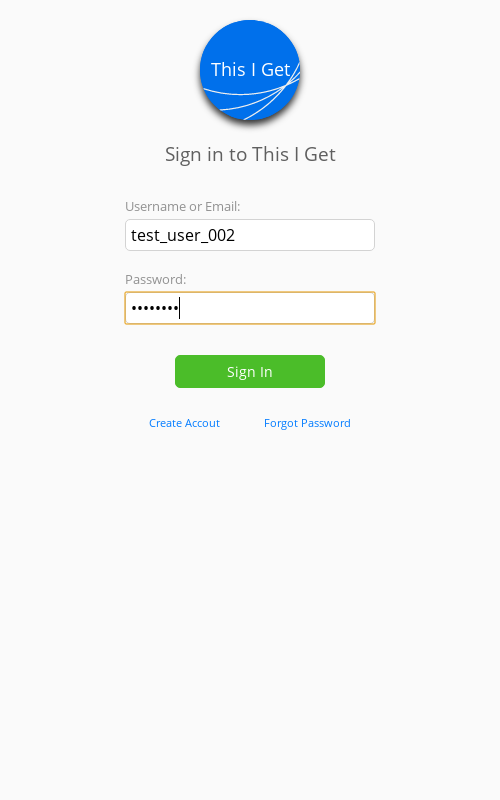 This I Get
Sign in to This I Get
Username or Email:
test_user_002
Password:
••••••••
Sign In
Create Accout
Forgot Password